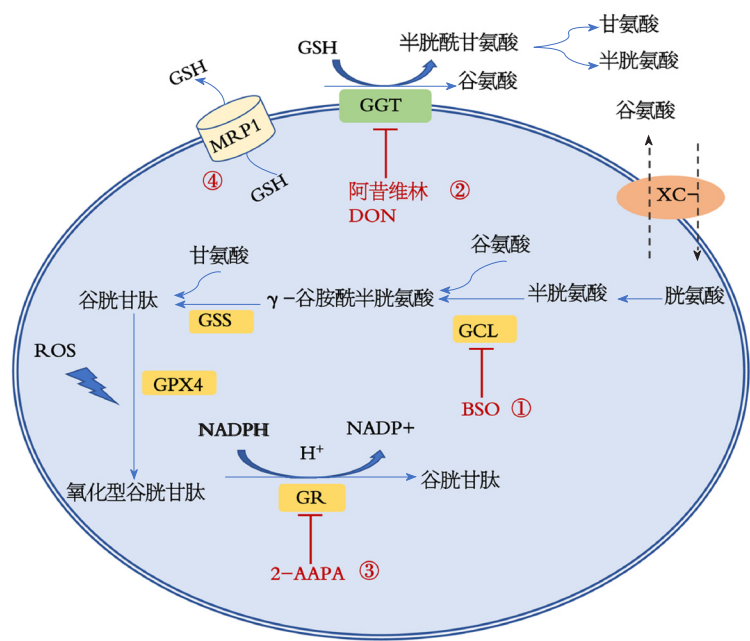 GSH
半胱酰甘氨酸
甘氨酸
半胱氨酸
谷氨酸
GGT
GSH
MRP1
GSH
④
阿昔维林
DON
②
谷氨酸
XC-
甘氨酸
谷氨酸
谷胱甘肽
γ-谷胺酰半胱氨酸
半胱氨酸
胱氨酸
GSS
GCL
ROS
GPX4
BSO ①
NADPH
H⁺
NADP+
氧化型谷胱甘肽
谷胱甘肽
GR
2-AAPA ③